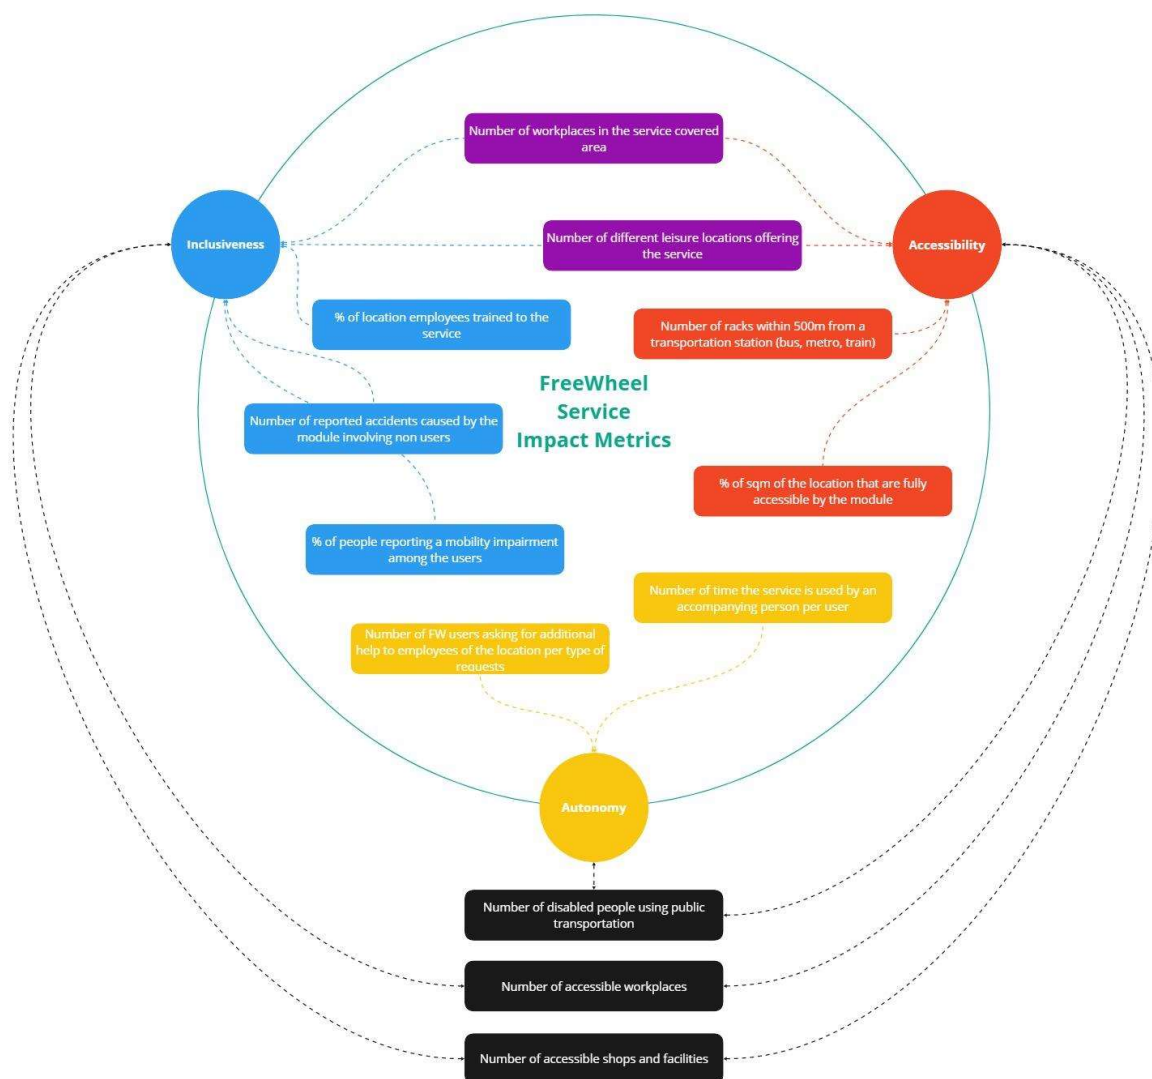 Number of workplaces in the service covered
area
Inclusiveness
Number of different leisure locations offering
the service
Accessibility
% of location employees trained to the
service
Number of racks within 500m from a
transportation station (bus, metro, train)
FreeWheel
Service
Impact Metrics
Number of reported accidents caused by the
module involving non users
% of sqm of the location that are fully
accessible by the module
% of people reporting a mobility impairment
among the users
Number of time the service is used by an
accompanying person per user
Number of FW users asking for additional
help to employees of the location per type of
requests
Autonomy
Number of disabled people using public
transportation
Number of accessible workplaces
Number of accessible shops and facilities